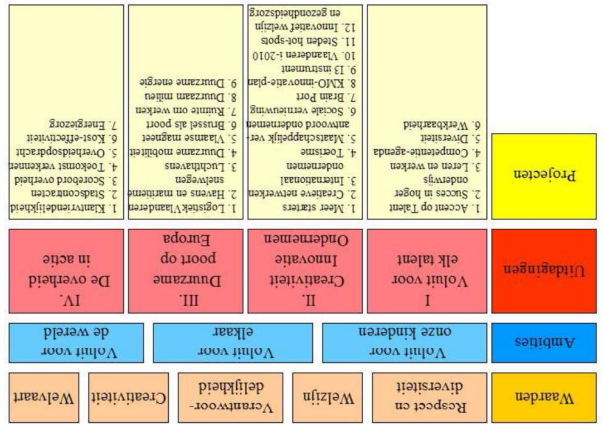 Waarden
Respect en
diversiteit
Welzijn
Verantwoor-
delijkheid
Creativiteit
Welvaart
Ambities
Voluit voor
onze kinderen
Voluit voor
elkaar
Voluit voor
de wereld
Uitdagingen
I
Voluit voor
elk talent
II.
Creativiteit
Innovatie
Ondernemen
III.
Duurzame
poort op
Europa
IV.
De overheid
in actie
Projecten
1. Accent op Talent
2. Succes in hoger
onderwijs
3. Leren en werken
4. Competentie-agenda
5. Diversiteit
6. Werkbaarheid
1. Meer starters
2. Creatieve netwerken
3. Internationaal
ondernemen
4. Toerisme
5. Maatschappelijk ver-
antwoord ondernemen
6. Sociale vernieuwing
7. Brain Port
8. KMO-innovatie-plan
9. I3 instrument
10. Vlaanderen i-2010
11. Steden hot-spots
12. Innovatief welzijn
en gezondheidszorg
1. LogistiekVlaanderen
2. Havens en maritieme
snelwegen
3. Luchthavens
4. Duurzame mobiliteit
5. Vlaamse magneet
6. Brussel als poort
7. Ruimte om werken
8. Duurzaam milieu
9. Duurzame energie
1. Klantvriendelijkheid
2. Stadscontracten
3. Scorebord overheid
4. Toekomst verkennen
5. Overheidsopdracht
6. Kost-effectiviteit
7. Energiezorg